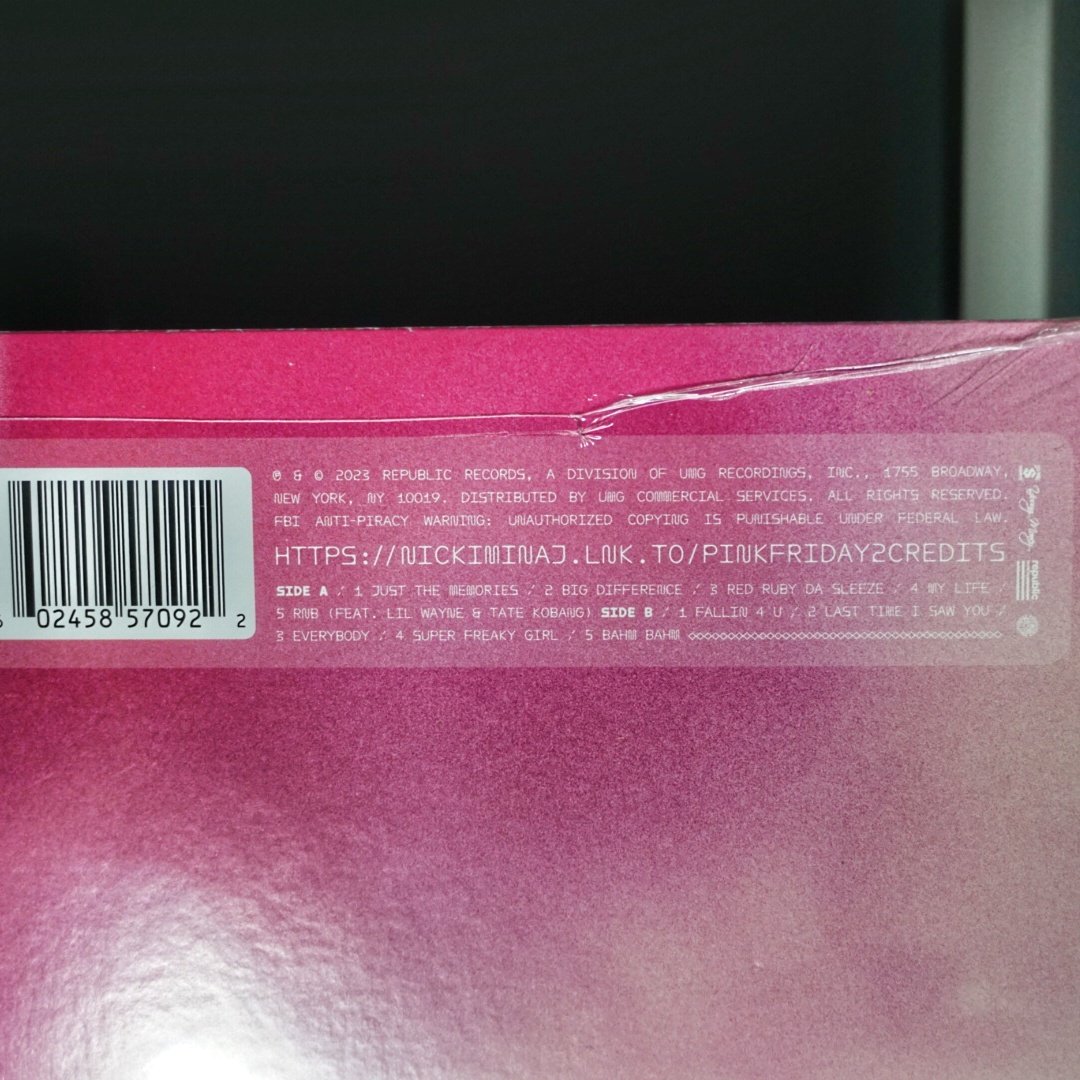 ℗ & © 2023 REPUBLIC RECORDS, A DIVISION OF UMG RECORDINGS, INC., 1755 BROADWAY,
NEW YORK, NY 10019. DISTRIBUTED BY UMG COMMERCIAL SERVICES. ALL RIGHTS RESERVED.
FBI ANTI-PIRACY WARNING: UNAUTHORIZED COPYING IS PUNISHABLE UNDER FEDERAL LAW.
HTTPS://NICKIMINAJ.LNK.TO/PINKFRIDAY2CREDITS
SIDE A / 1 JUST THE MEMORIES / 2 BIG DIFFERENCE / 3 RED RUBY DA SLEEZE / 4 MY LIFE
5 RNB (FEAT. LIL WAYNE & TATE KOBANG) SIDE B / 1 FALLIN 4 U / 2 LAST TIME I SAW YOU /
3 EVERYBODY / 4 SUPER FREAKY GIRL / 5 BAHM BAHM
02458 57092 2
republic